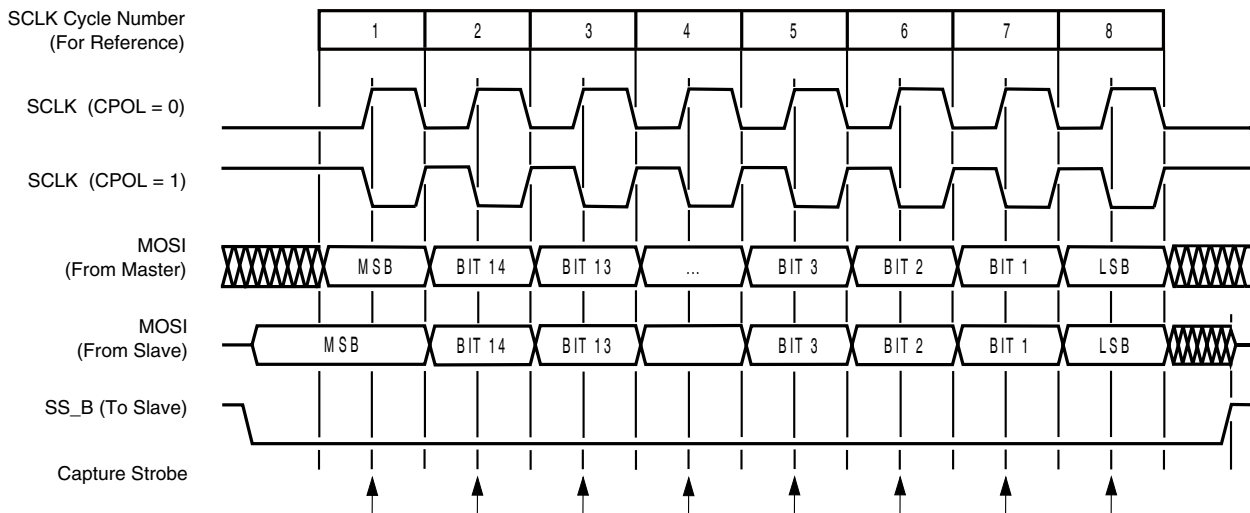 SCLK Cycle Number
(For Reference)
1 2 3 4 5 6 7 8
SCLK (CPOL = 0)
SCLK (CPOL = 1)
MOSI
(From Master)
MSB BIT 14 BIT 13 ... BIT 3 BIT 2 BIT 1 LSB
MOSI
(From Slave)
MSB BIT 14 BIT 13 BIT 3 BIT 2 BIT 1 LSB
SS_B (To Slave)
Capture Strobe